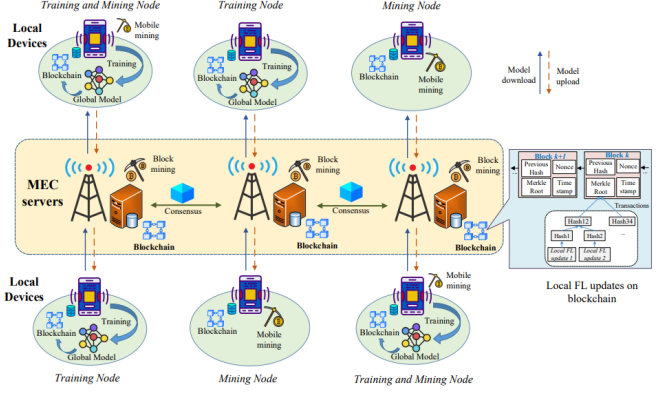 Training and Mining Node
Training Node
Mining Node
Local
Devices
Mobile
mining
Training
Blockchain
Global Model
Training
Blockchain
Global Model
Blockchain
Mobile
mining
Model
download
Model
upload
MEC
servers
Block
mining
Consensus
Blockchain
Block
mining
Consensus
Blockchain
Block
mining
Blockchain
Block k+1
Block k
Previous
Hash
Nonce
Merkle
Root
Time
stamp
Previous
Hash
Nonce
Merkle
Root
Time
stamp
...
Transactions
Hash12
Hash34
Hash1
Hash2
...
Local FL
update 1
Local FL
update 2
Local FL updates on
blockchain
Local
Devices
Blockchain
Training
Global Model
Blockchain
Mobile
mining
Mobile
mining
Blockchain
Training
Global Model
Training Node
Mining Node
Training and Mining Node